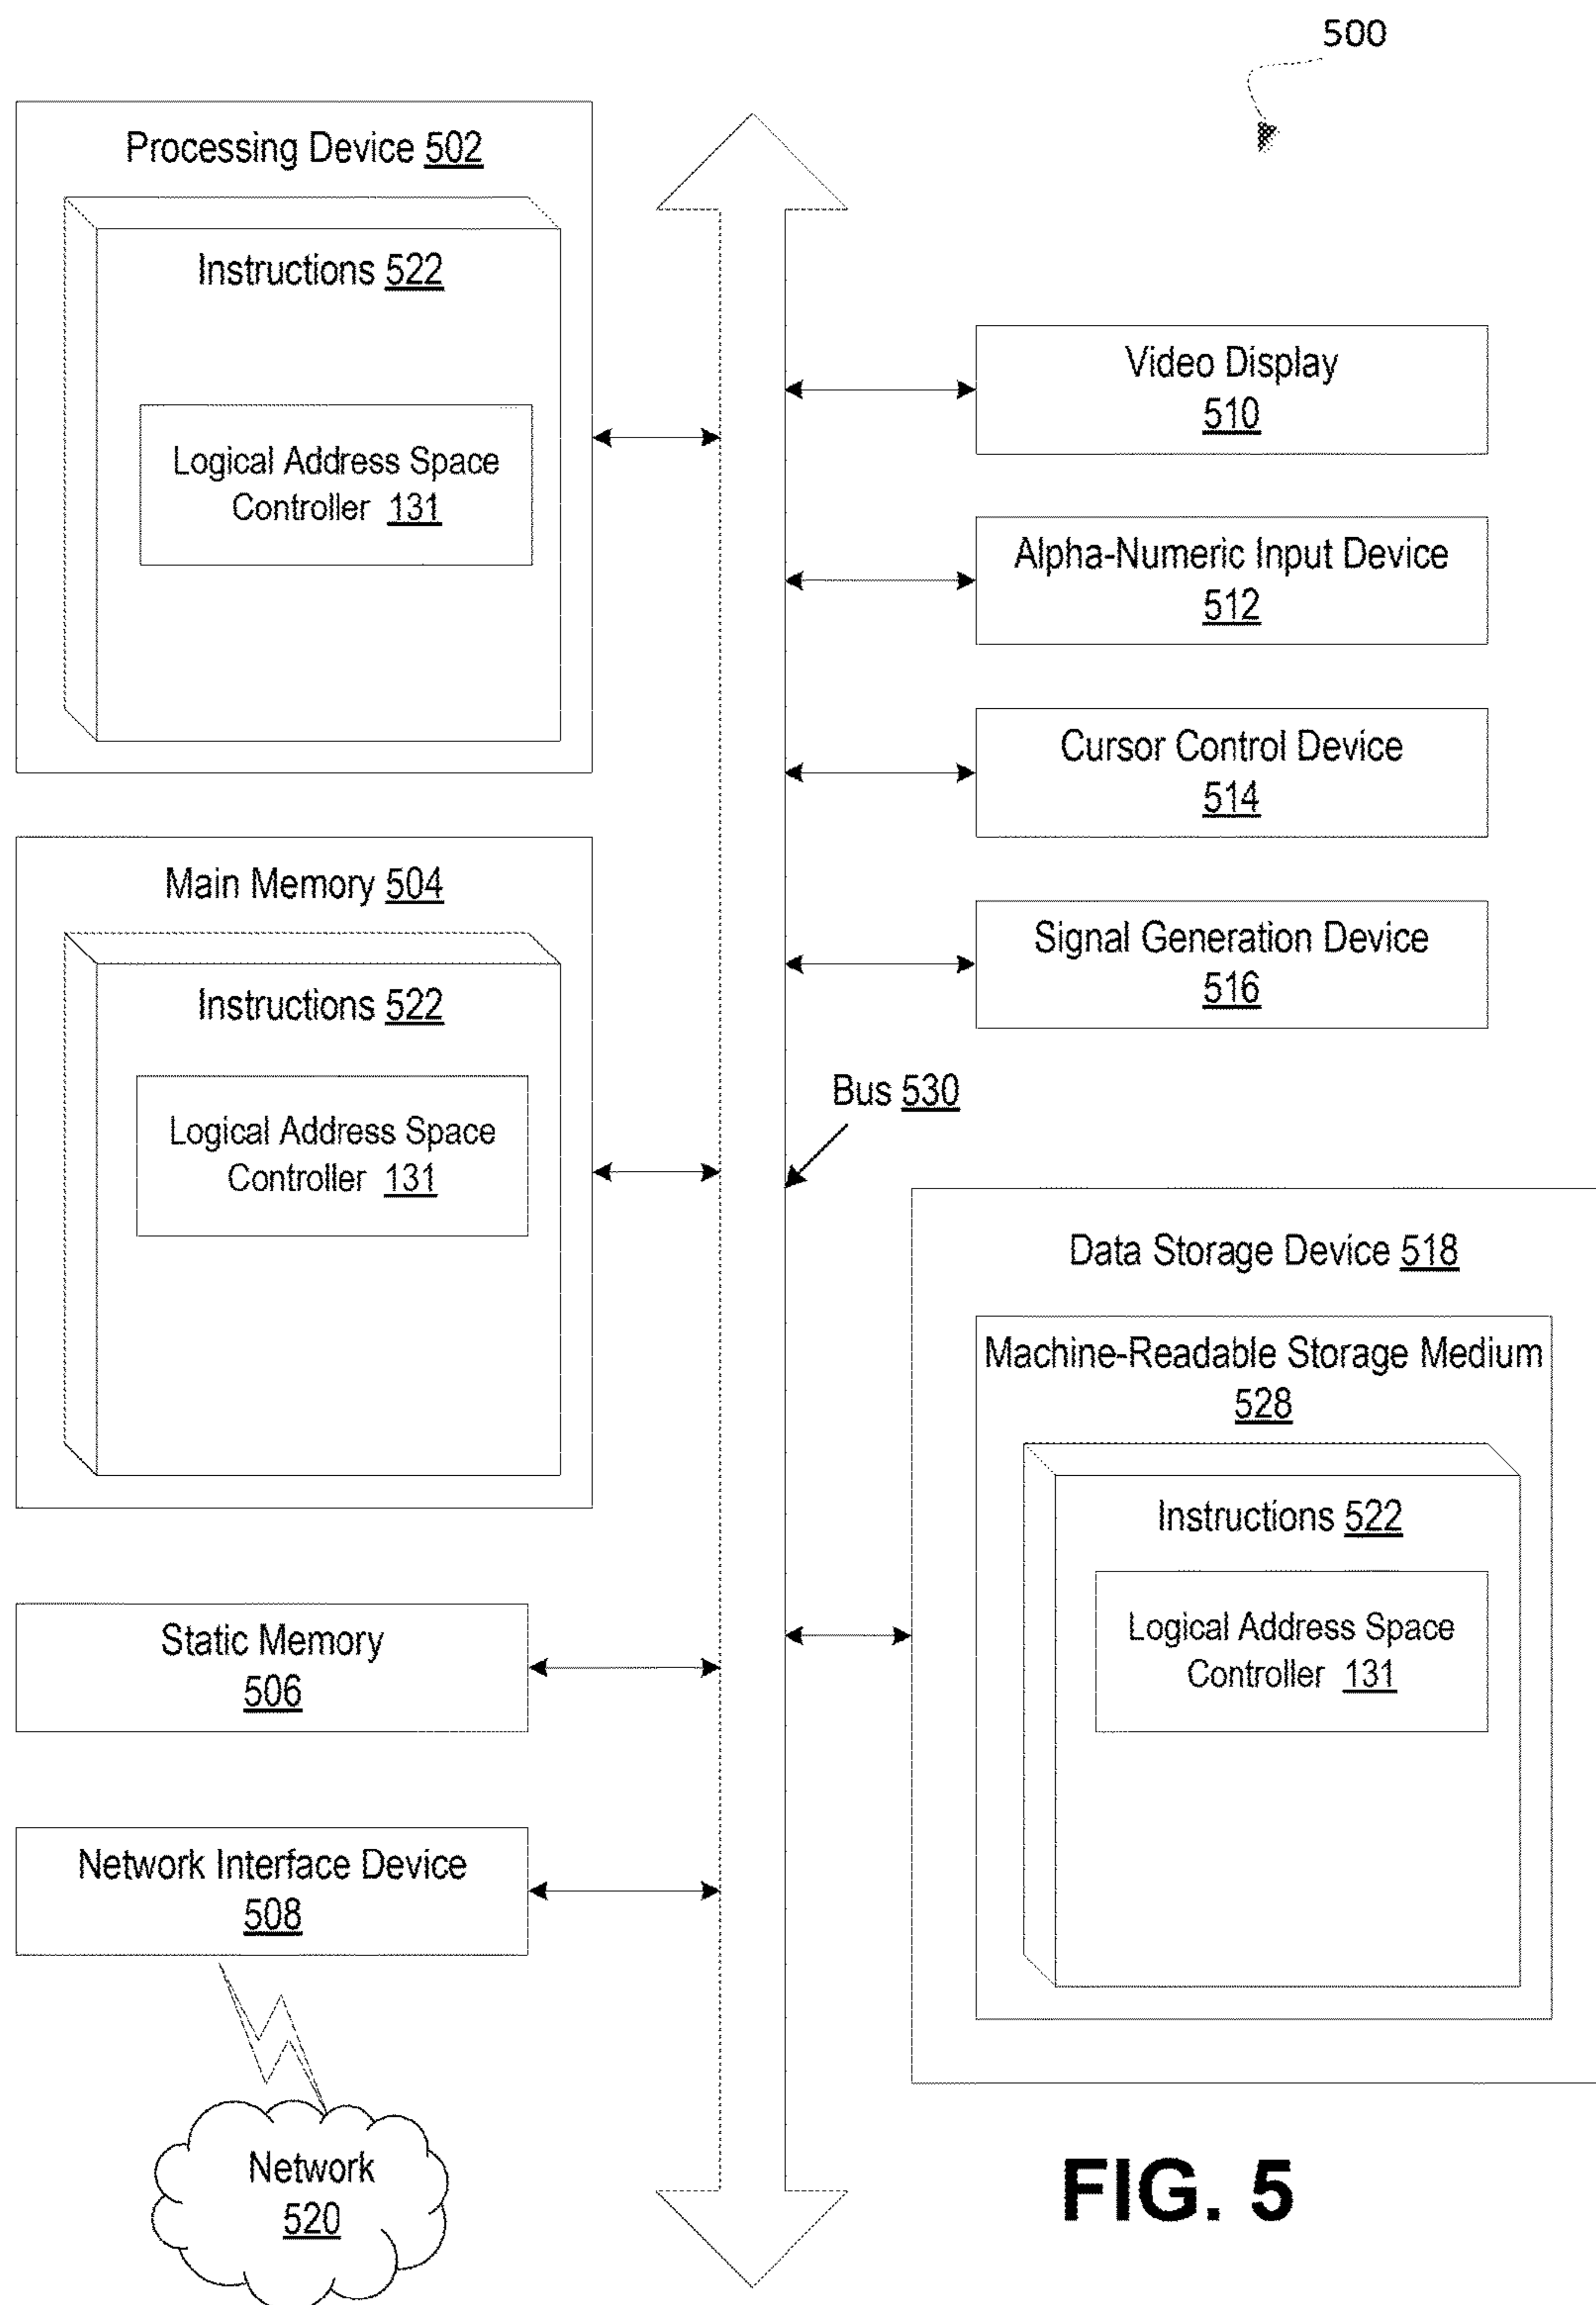 500
Processing Device 502
Instructions 522
Logical Address Space
Controller 131
Main Memory 504
Instructions 522
Logical Address Space
Controller 131
Static Memory
506
Network Interface Device
508
Network
520
Video Display
510
Alpha-Numeric Input Device
512
Cursor Control Device
514
Signal Generation Device
516
Bus 530
Data Storage Device 518
Machine-Readable Storage Medium
528
Instructions 522
Logical Address Space
Controller 131
FIG. 5